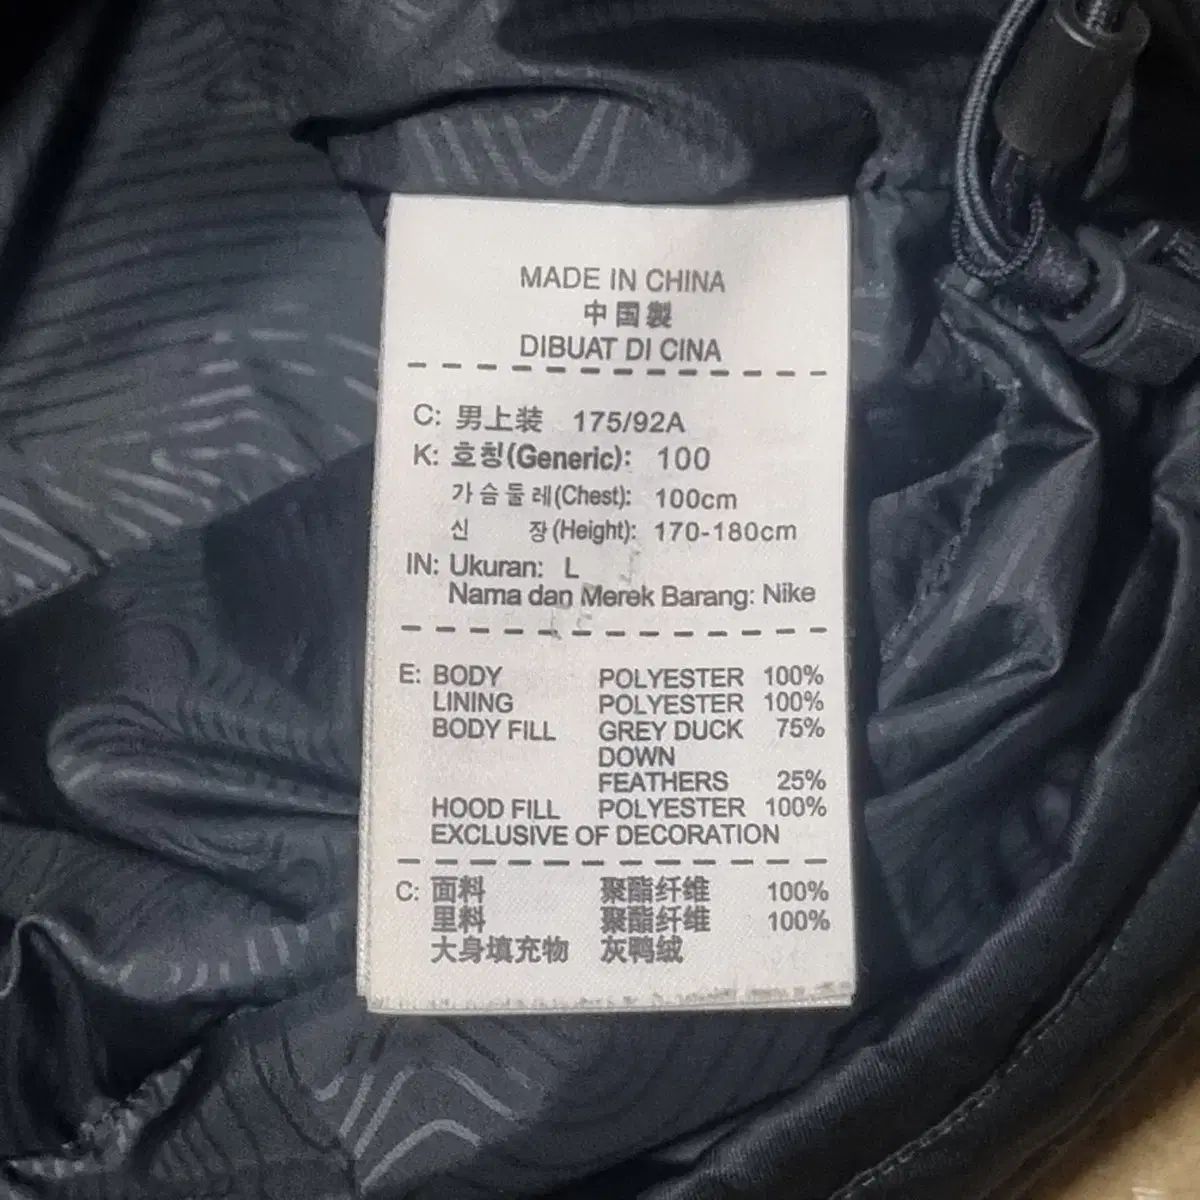 MADE IN CHINA
中国製
DIBUAT DI CINA
C: 男上装 175/92A
K: 호칭(Generic): 100
가슴둘레(Chest): 100cm
신 장(Height): 170-180cm
IN: Ukuran: L
Nama dan Merek Barang: Nike
E: BODY POLYESTER 100%
LINING POLYESTER 100%
BODY FILL GREY DUCK 75%
DOWN
FEATHERS 25%
HOOD FILL POLYESTER 100%
EXCLUSIVE OF DECORATION
C: 面料 聚酯纤维 100%
里料 聚酯纤维 100%
大身填充物 灰鸭绒